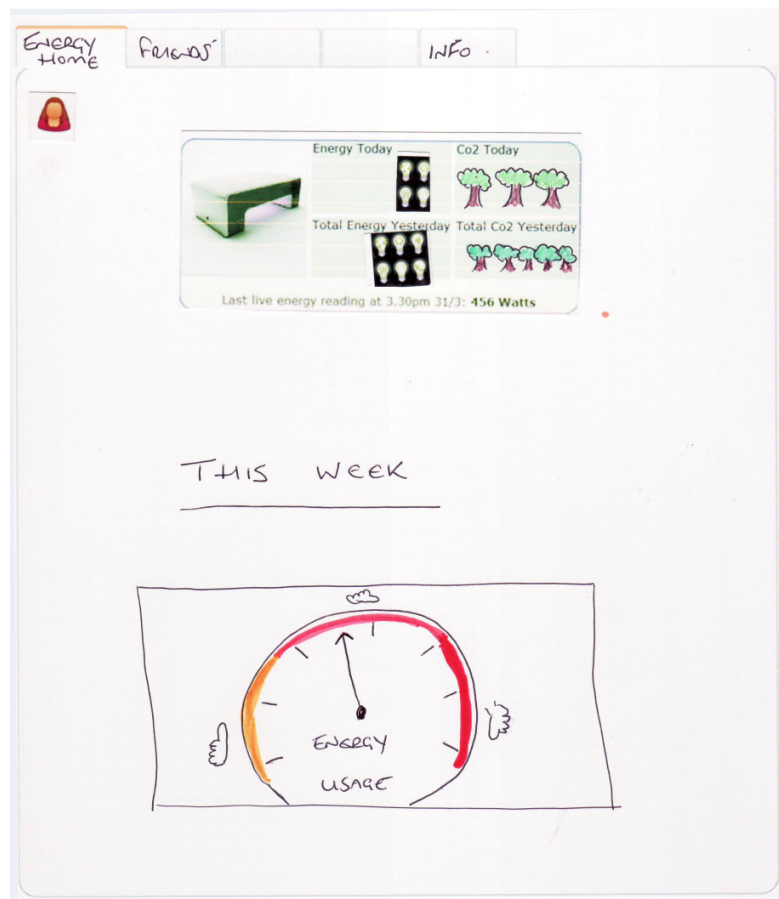 ENERGY
HOME
FRIENDS'
INFO .
Energy Today
Co2 Today
Total Energy Yesterday
Total Co2 Yesterday
Last live energy reading at 3.30pm 31/3: 456 Watts
THIS WEEK
ENERGY
USAGE